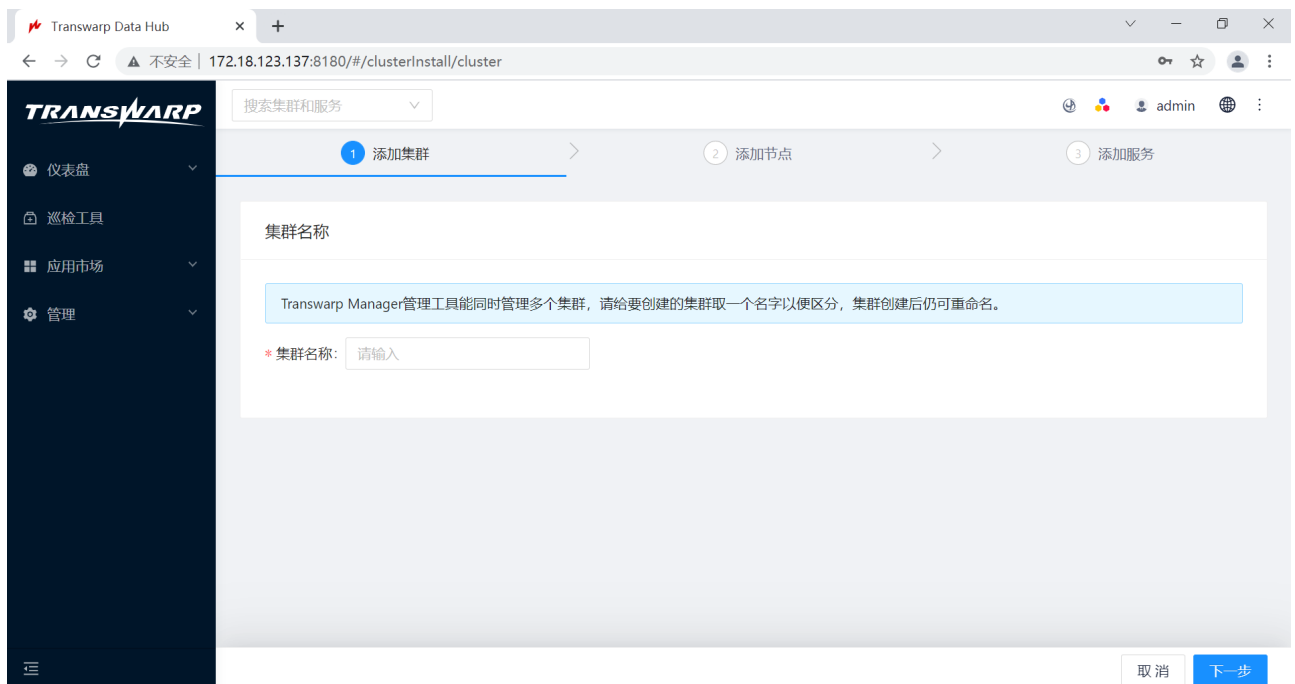 Transwarp Data Hub
不安全 | 172.18.123.137:8180/#/clusterInstall/cluster
TRANSWARP
搜索集群和服务
admin
1 添加集群
2 添加节点
3 添加服务
仪表盘
巡检工具
应用市场
管理
集群名称
Transwarp Manager管理工具能同时管理多个集群，请给要创建的集群取一个名字以便区分，集群创建后仍可重命名。
* 集群名称： 请输入
取 消
下一步